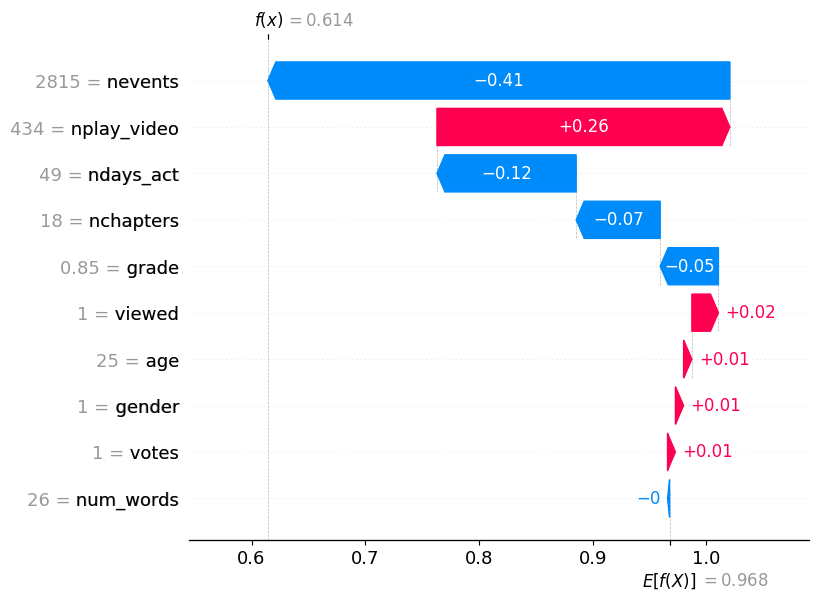 f(x) = 0.614
2815 = nevents −0.41
434 = nplay_video +0.26
49 = ndays_act −0.12
18 = nchapters −0.07
0.85 = grade −0.05
1 = viewed +0.02
25 = age +0.01
1 = gender +0.01
1 = votes +0.01
26 = num_words −0
0.6 0.7 0.8 0.9 1.0
E[f(X)] = 0.968